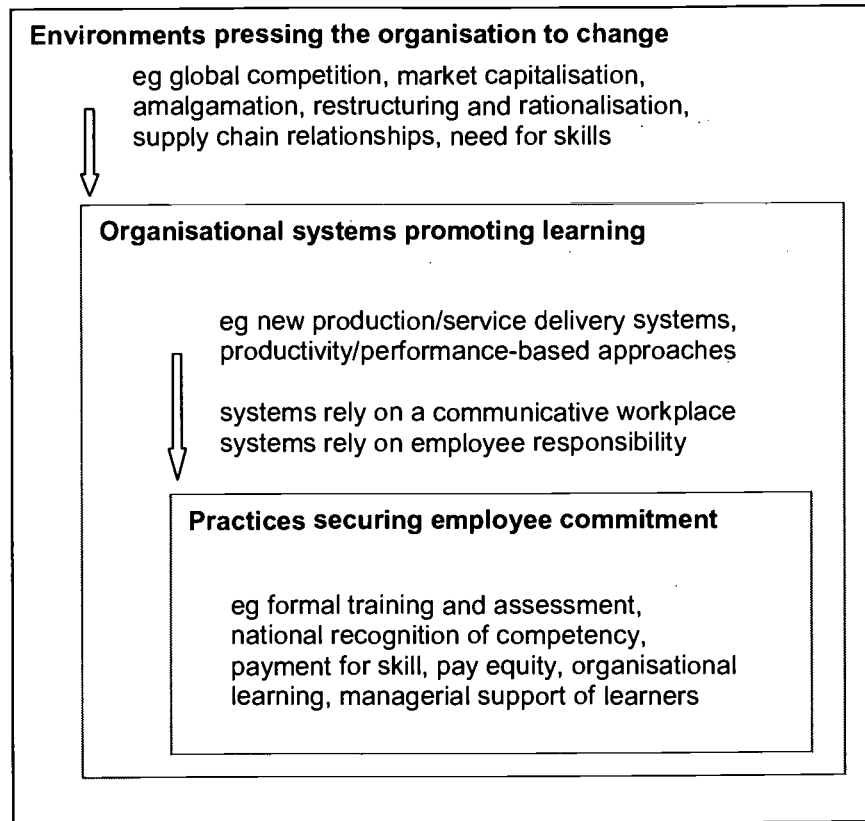 Environments pressing the organisation to change
eg global competition, market capitalisation,
amalgamation, restructuring and rationalisation,
supply chain relationships, need for skills
Organisational systems promoting learning
eg new production/service delivery systems,
productivity/performance-based approaches
systems rely on a communicative workplace
systems rely on employee responsibility
Practices securing employee commitment
eg formal training and assessment,
national recognition of competency,
payment for skill, pay equity, organisational
learning, managerial support of learners